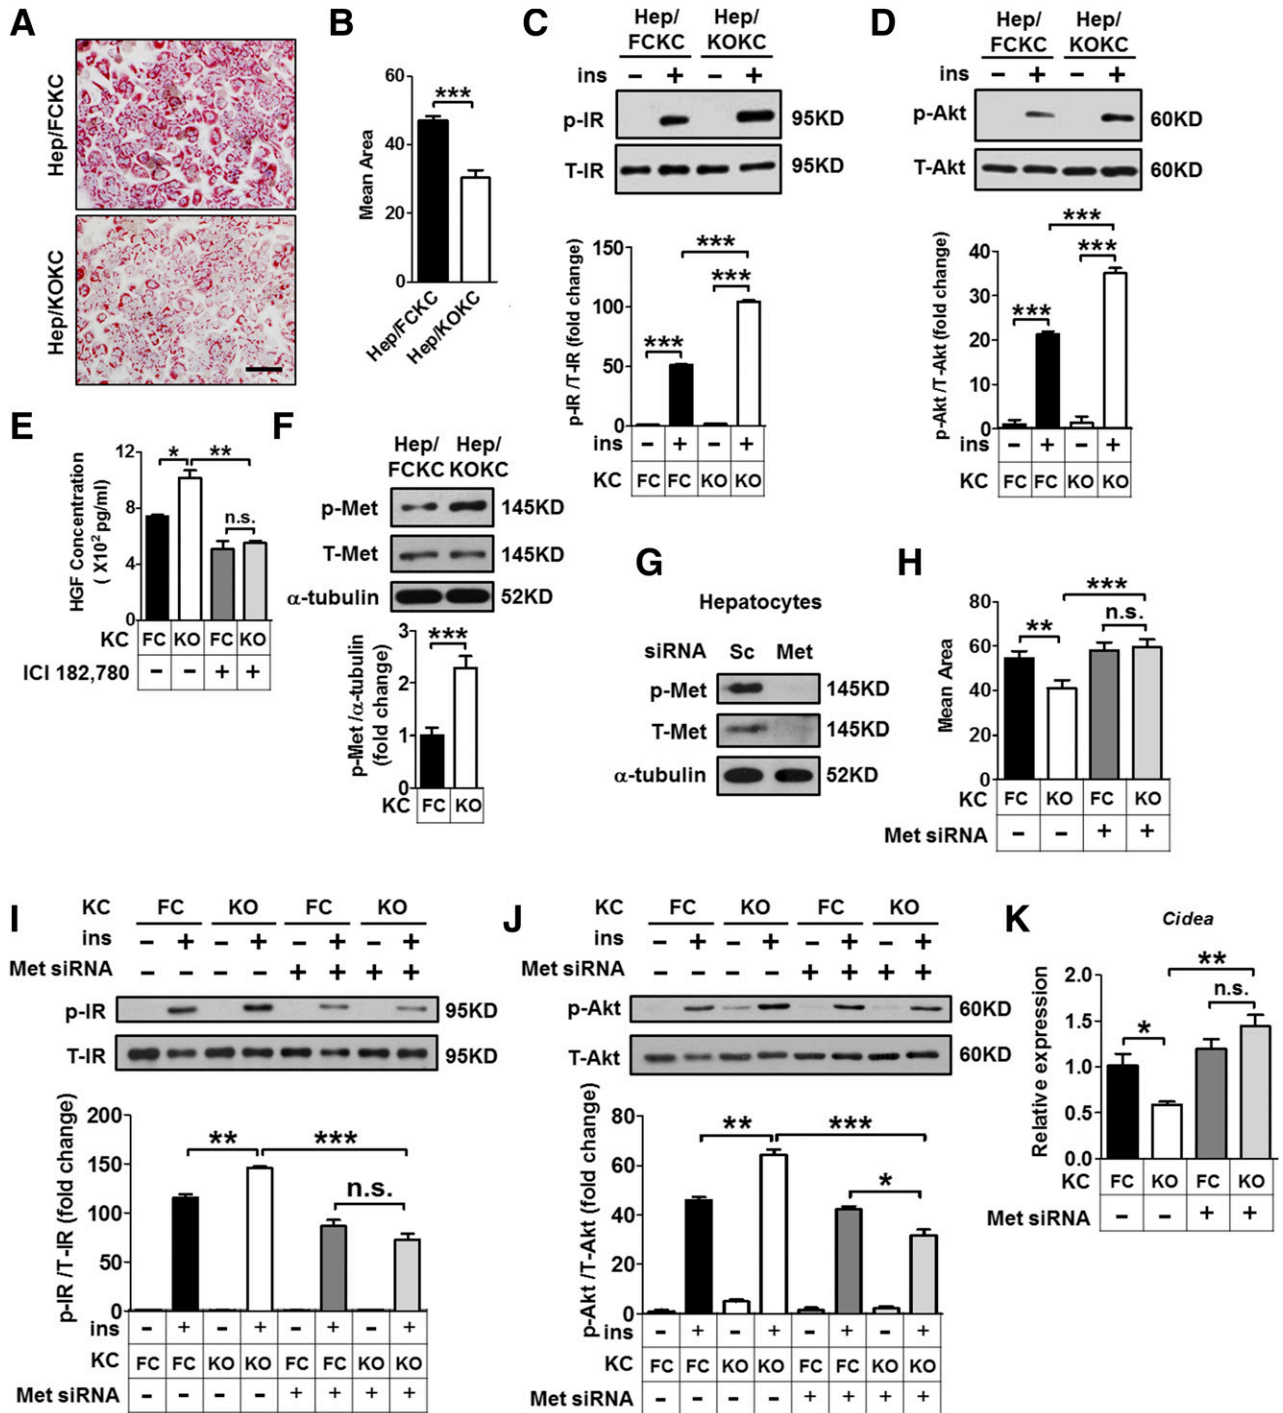 A
Hep/FCKC
Hep/KOKC
B
Mean Area
60
40
20
0
***
Hep/FCKC
Hep/KOKC
C
Hep/ Hep/
FCKC KOKC
ins − + − +
p-IR 95KD
T-IR 95KD
p-IR /T-IR (fold change)
150
100
50
0
***
***
***
ins − + − +
KC FC FC KO KO
D
Hep/ Hep/
FCKC KOKC
ins − + − +
p-Akt 60KD
T-Akt 60KD
p-Akt /T-Akt (fold change)
40
30
20
10
0
***
***
***
ins − + − +
KC FC FC KO KO
E
HGF Concentration
( X10² pg/ml)
12
8
4
0
* **
n.s.
KC FC KO FC KO
ICI 182,780 − − + +
F
Hep/ Hep/
FCKC KOKC
p-Met 145KD
T-Met 145KD
α-tubulin 52KD
p-Met /α-tubulin
(fold change)
3
2
1
0
***
KC FC KO
G
Hepatocytes
siRNA Sc Met
p-Met 145KD
T-Met 145KD
α-tubulin 52KD
H
Mean Area
80
60
40
20
0
***
** n.s.
KC FC KO FC KO
Met siRNA − − + +
I
KC FC KO FC KO
ins − + − + − + − +
Met siRNA − − − − + + + +
p-IR 95KD
T-IR 95KD
p-IR /T-IR (fold change)
200
150
100
50
0
** ***
n.s.
ins − + − + − + − +
KC FC FC KO KO FC FC KO KO
Met siRNA − − − − + + + +
J
KC FC KO FC KO
ins − + − + − + − +
Met siRNA − − − − + + + +
p-Akt 60KD
T-Akt 60KD
p-Akt /T-Akt (fold change)
80
60
40
20
0
** ***
*
ins − + − + − + − +
KC FC FC KO KO FC FC KO KO
Met siRNA − − − − + + + +
K
Cidea
Relative expression
2.0
1.5
1.0
0.5
0.0
**
* n.s.
KC FC KO FC KO
Met siRNA − − + +